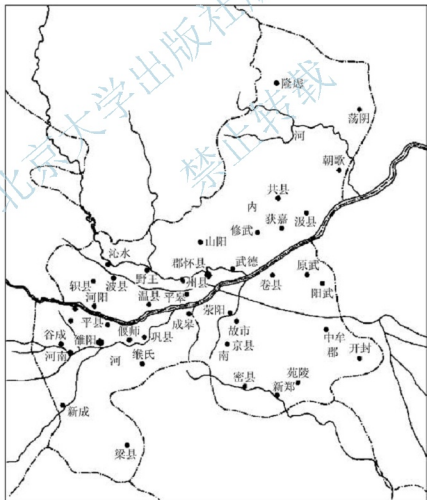 北京大学出版社版
禁止转载
隆虑
荡阴
河
朝歌
共县
内
获嘉
汲县
修武
山阳
沁水
野王
郡怀县
武德
轵县
波县
州县
原武
河阳
温县
平皋
卷县
阳武
平县
成皋
荥阳
谷成
雒阳
偃师
巩县
故市
中牟
河南
河
缑氏
京县
郡
开封
南
密县
苑陵
新郑
新成
梁县